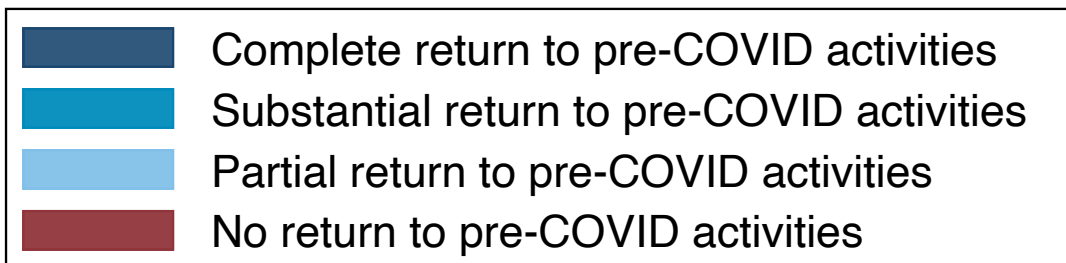 Complete return to pre-COVID activities
Substantial return to pre-COVID activities
Partial return to pre-COVID activities
No return to pre-COVID activities